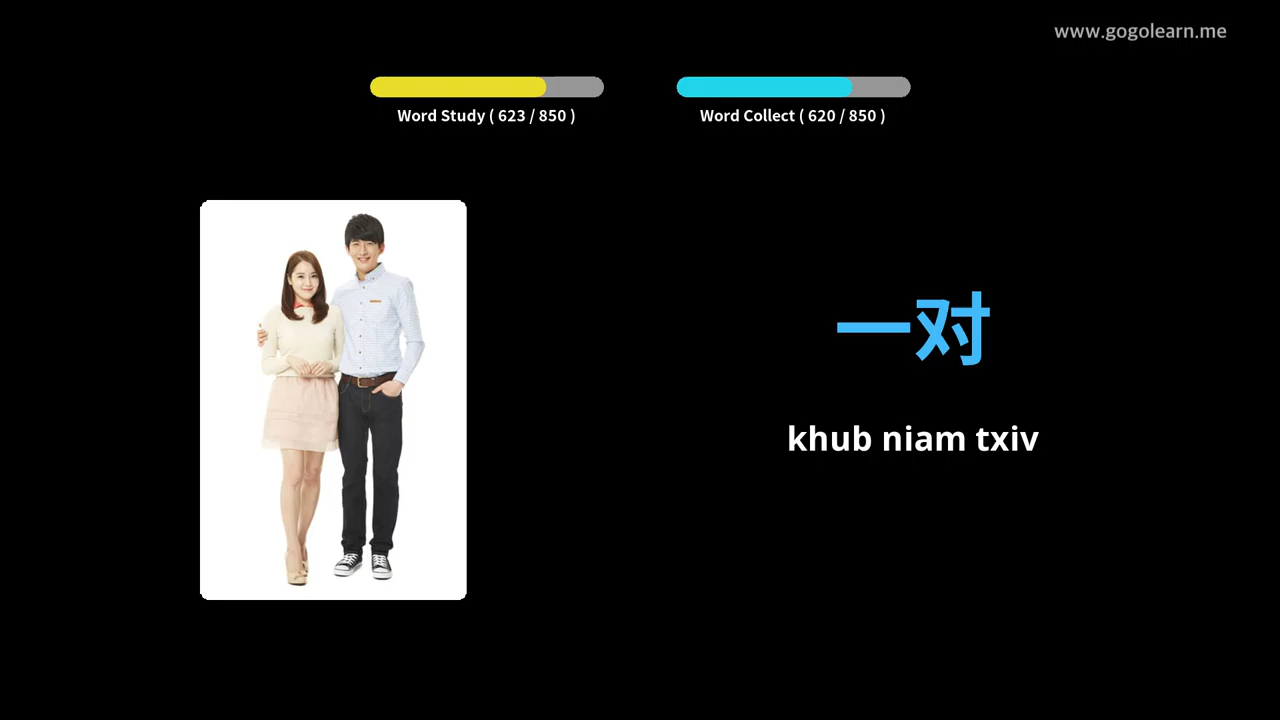 www.gogolearn.me
Word Study ( 623 / 850 )
Word Collect ( 620 / 850 )
一对
khub niam txiv